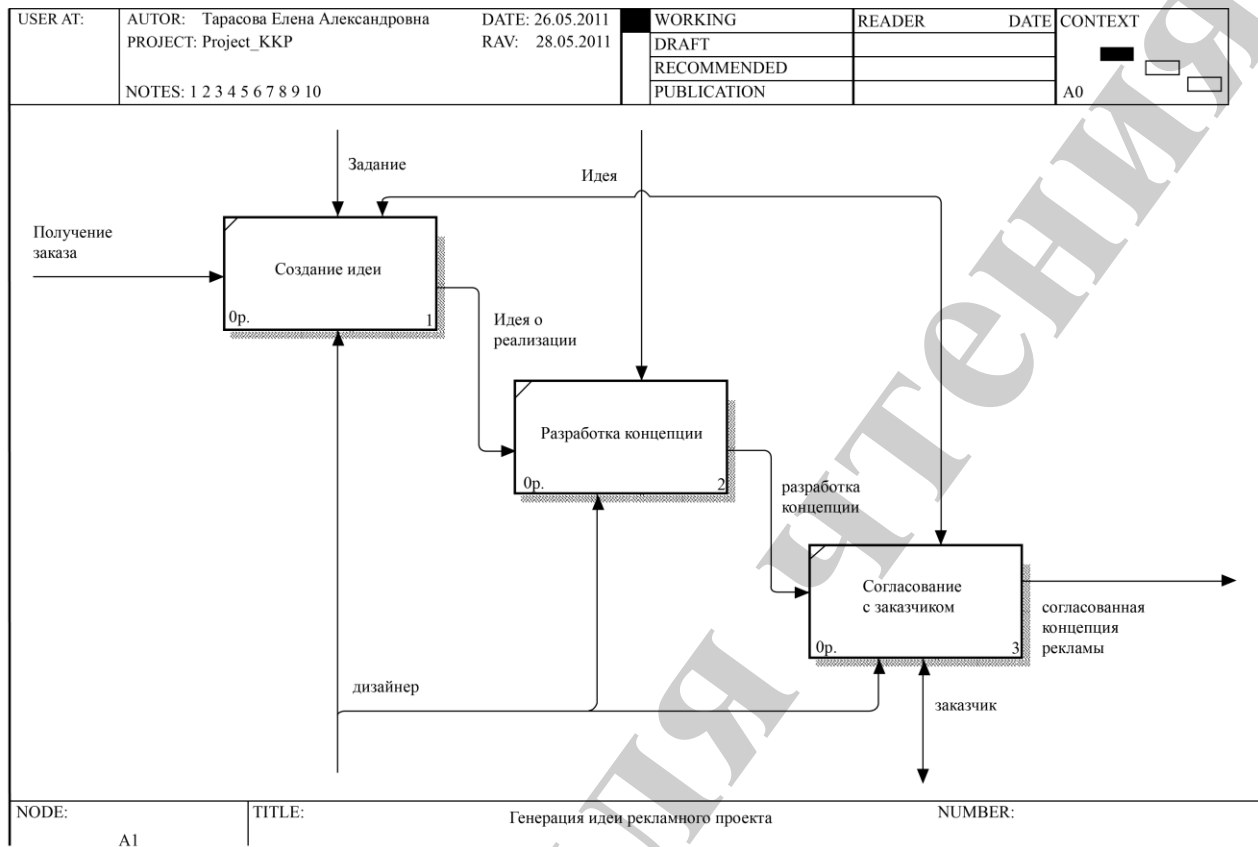 USER AT:
AUTOR: Тарасова Елена Александровна
DATE: 26.05.2011
PROJECT: Project_KKP
RAV: 28.05.2011
NOTES: 1 2 3 4 5 6 7 8 9 10
WORKING
DRAFT
RECOMMENDED
PUBLICATION
READER DATE
CONTEXT
A0
Задание
Идея
Получение
заказа
Создание идеи
0р. 1
Идея о
реализации
Разработка концепции
0р. 2
разработка
концепции
Согласование
с заказчиком
0р. 3
согласованная
концепция
рекламы
дизайнер
заказчик
NODE:
A1
TITLE:
Генерация идеи рекламного проекта
NUMBER:
чтения